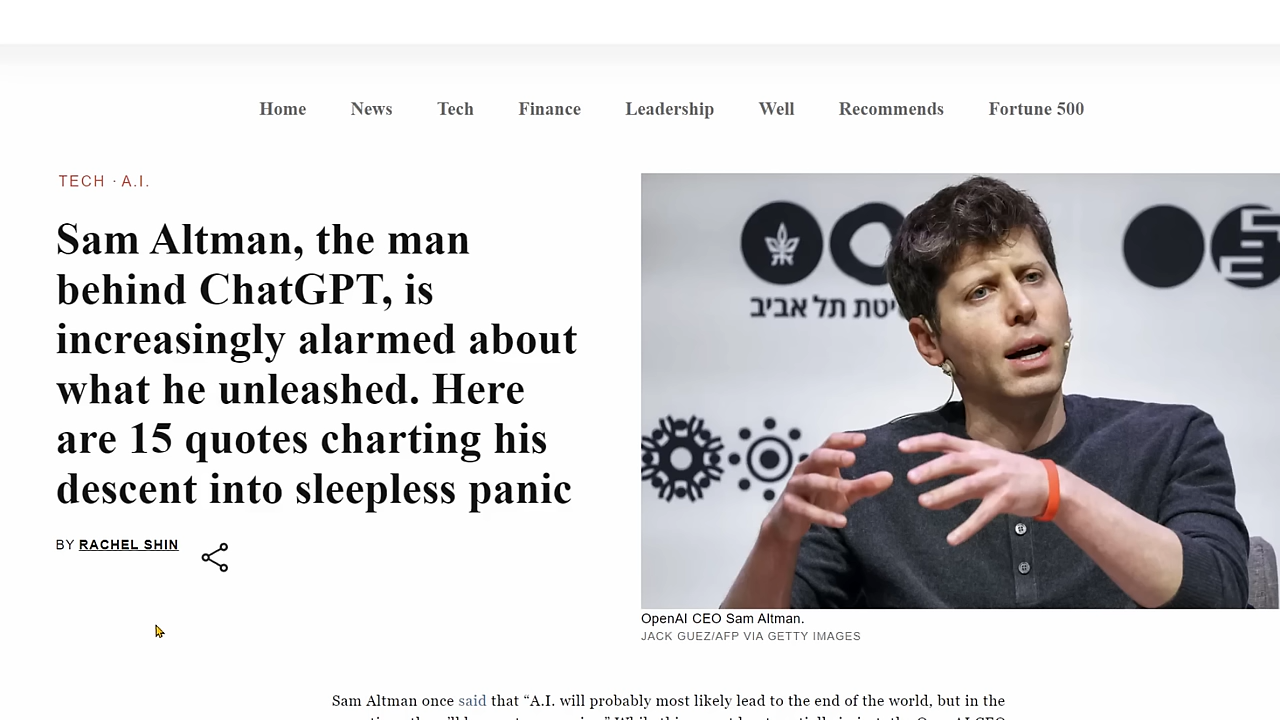 Home News Tech Finance Leadership Well Recommends Fortune 500
TECH · A.I.
Sam Altman, the man
behind ChatGPT, is
increasingly alarmed about
what he unleashed. Here
are 15 quotes charting his
descent into sleepless panic
BY RACHEL SHIN
תל אביב
OpenAI CEO Sam Altman.
JACK GUEZ/AFP VIA GETTY IMAGES
Sam Altman once said that “A.I. will probably most likely lead to the end of the world, but in the